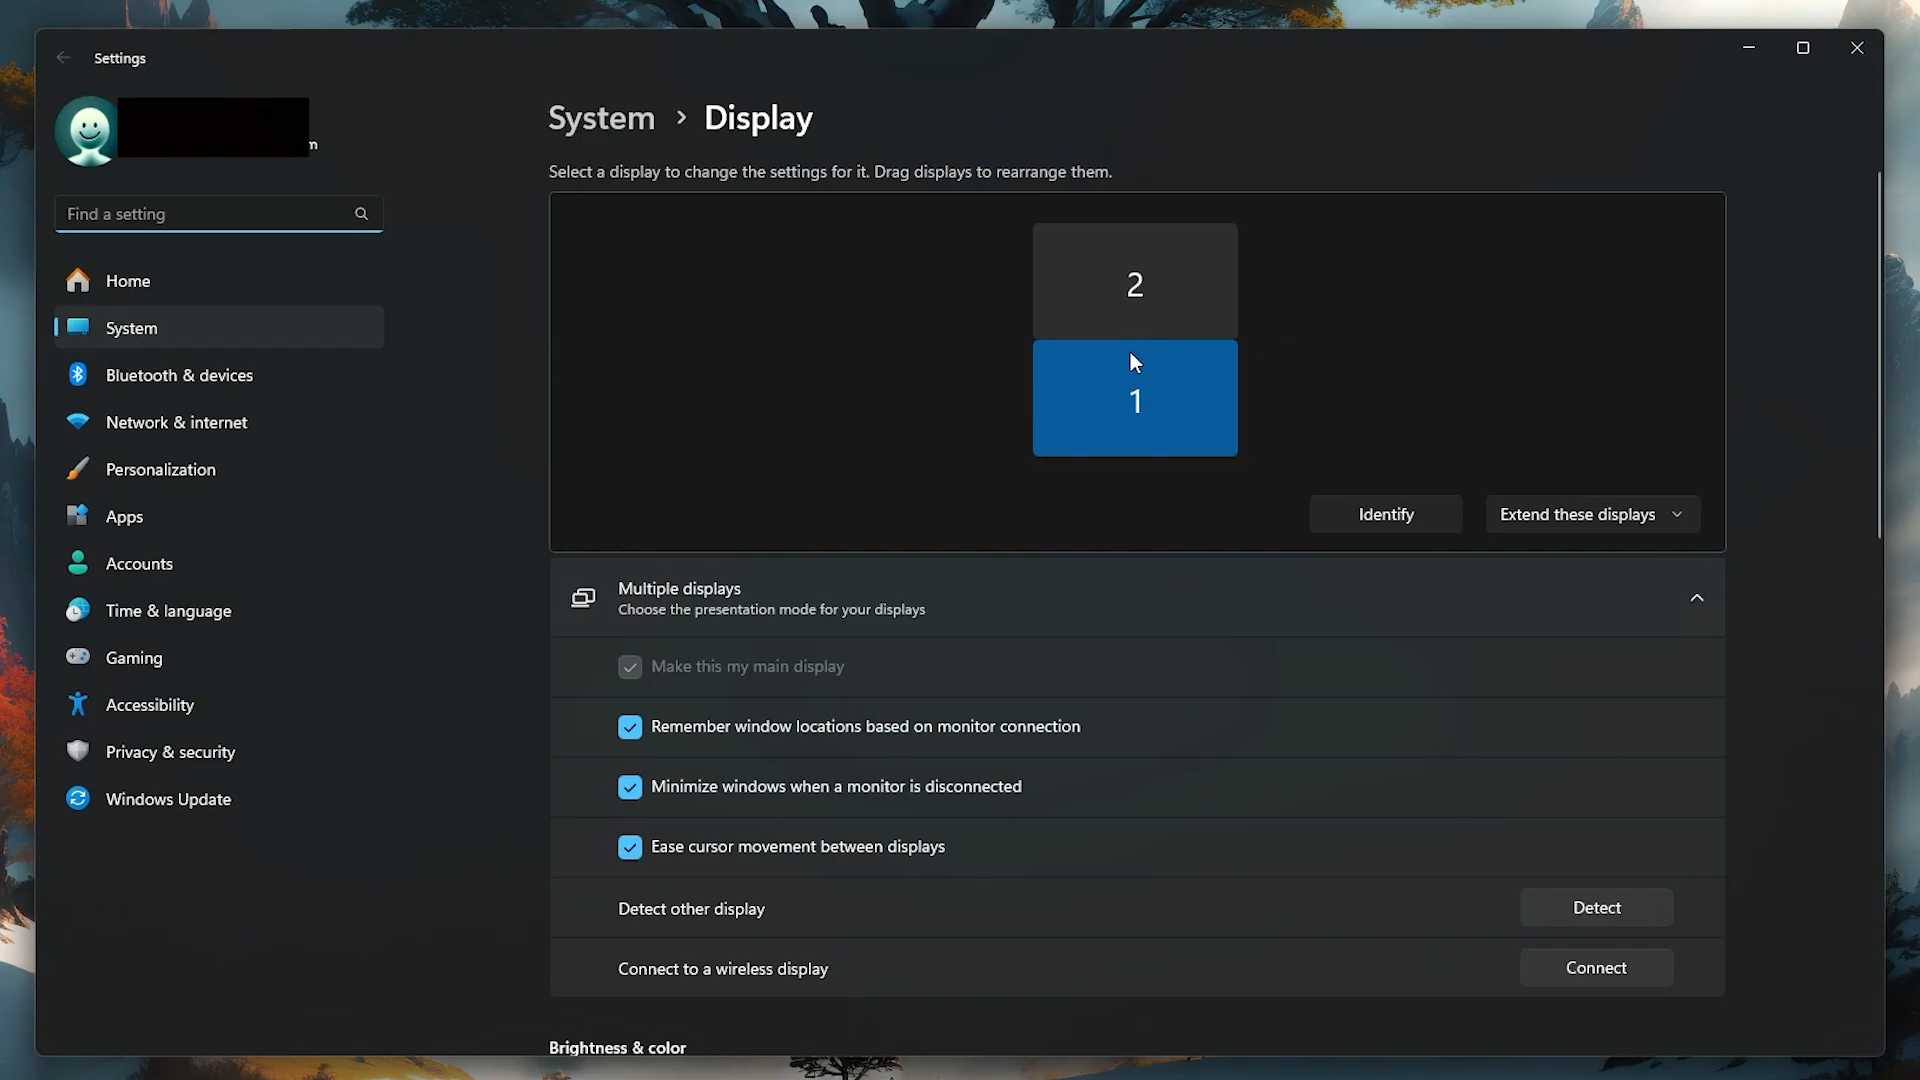 Settings
m
Find a setting
Home
System
Bluetooth & devices
Network & internet
Personalization
Apps
Accounts
Time & language
Gaming
Accessibility
Privacy & security
Windows Update
System > Display
Select a display to change the settings for it. Drag displays to rearrange them.
2
1
Identify
Extend these displays
Multiple displays
Choose the presentation mode for your displays
Make this my main display
Remember window locations based on monitor connection
Minimize windows when a monitor is disconnected
Ease cursor movement between displays
Detect other display
Detect
Connect to a wireless display
Connect
Brightness & color